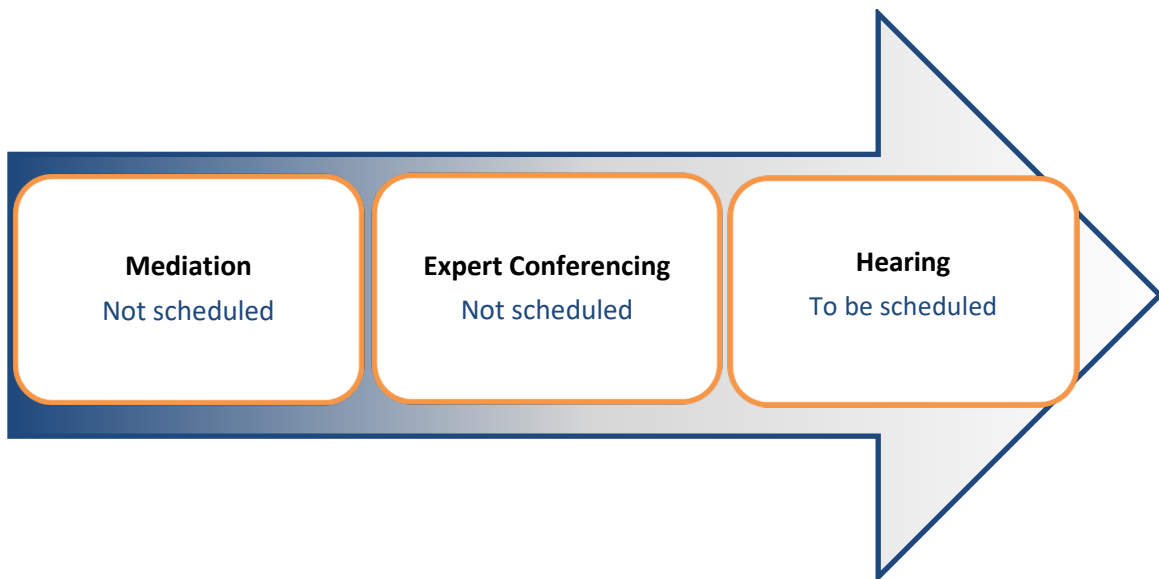 Mediation
Not scheduled
Expert Conferencing
Not scheduled
Hearing
To be scheduled